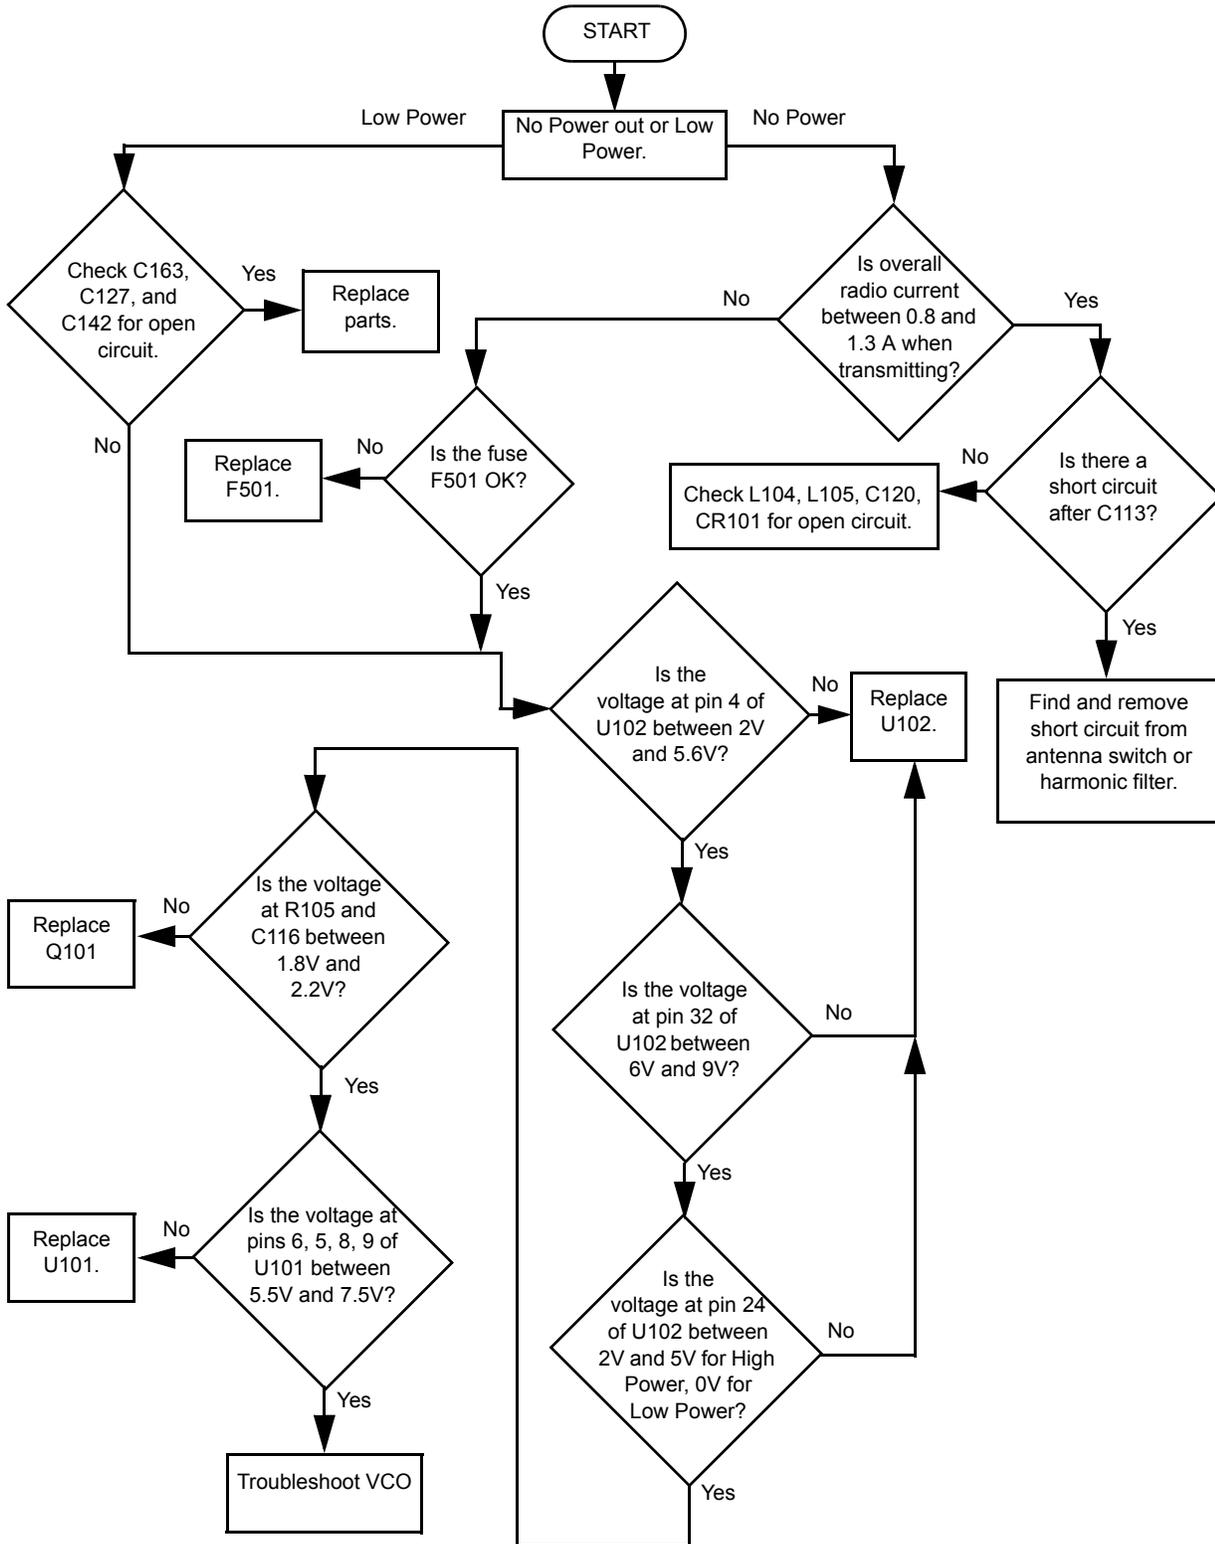 START
Low Power
No Power out or Low
Power.
No Power
Check C163,
C127, and
C142 for open
circuit.
Yes
Replace
parts.
No
Is overall
radio current
between 0.8 and
1.3 A when
transmitting?
No
Yes
Is the fuse
F501 OK?
No
Replace
F501.
Yes
Is there a
short circuit
after C113?
No
Check L104, L105, C120,
CR101 for open circuit.
Yes
Find and remove
short circuit from
antenna switch or
harmonic filter.
Is the
voltage at pin 4 of
U102 between 2V
and 5.6V?
No
Replace
U102.
Yes
Is the voltage
at pin 32 of
U102 between
6V and 9V?
No
Yes
Is the
voltage at pin 24
of U102 between
2V and 5V for High
Power, 0V for
Low Power?
No
Yes
Is the voltage
at R105 and
C116 between
1.8V and
2.2V?
No
Replace
Q101
Yes
Is the voltage at
pins 6, 5, 8, 9 of
U101 between
5.5V and 7.5V?
No
Replace
U101.
Yes
Troubleshoot VCO